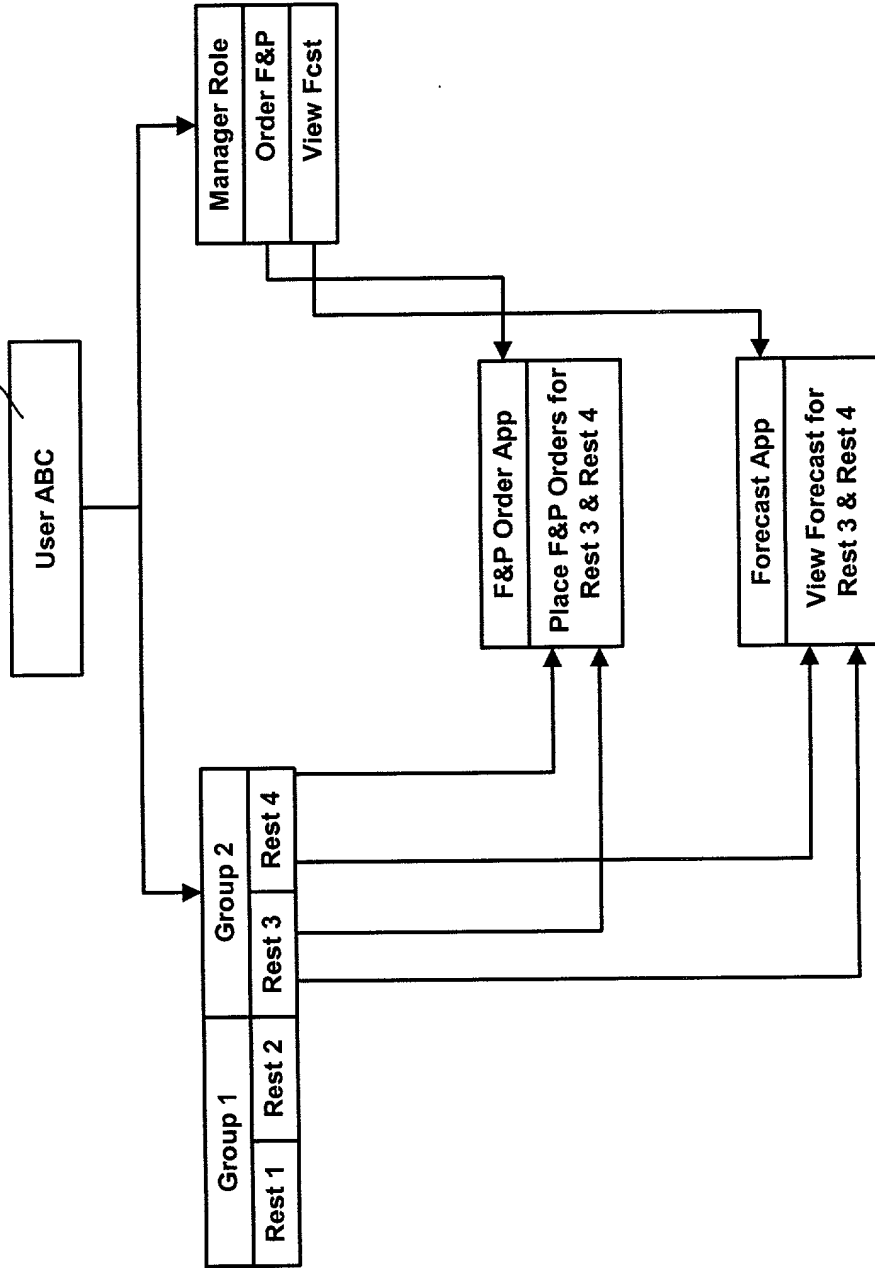 User ABC
Group 1
Group 2
Rest 1
Rest 2
Rest 3
Rest 4
Manager Role
Order F&P
View Fcst
F&P Order App
Place F&P Orders for
Rest 3 & Rest 4
Forecast App
View Forecast for
Rest 3 & Rest 4